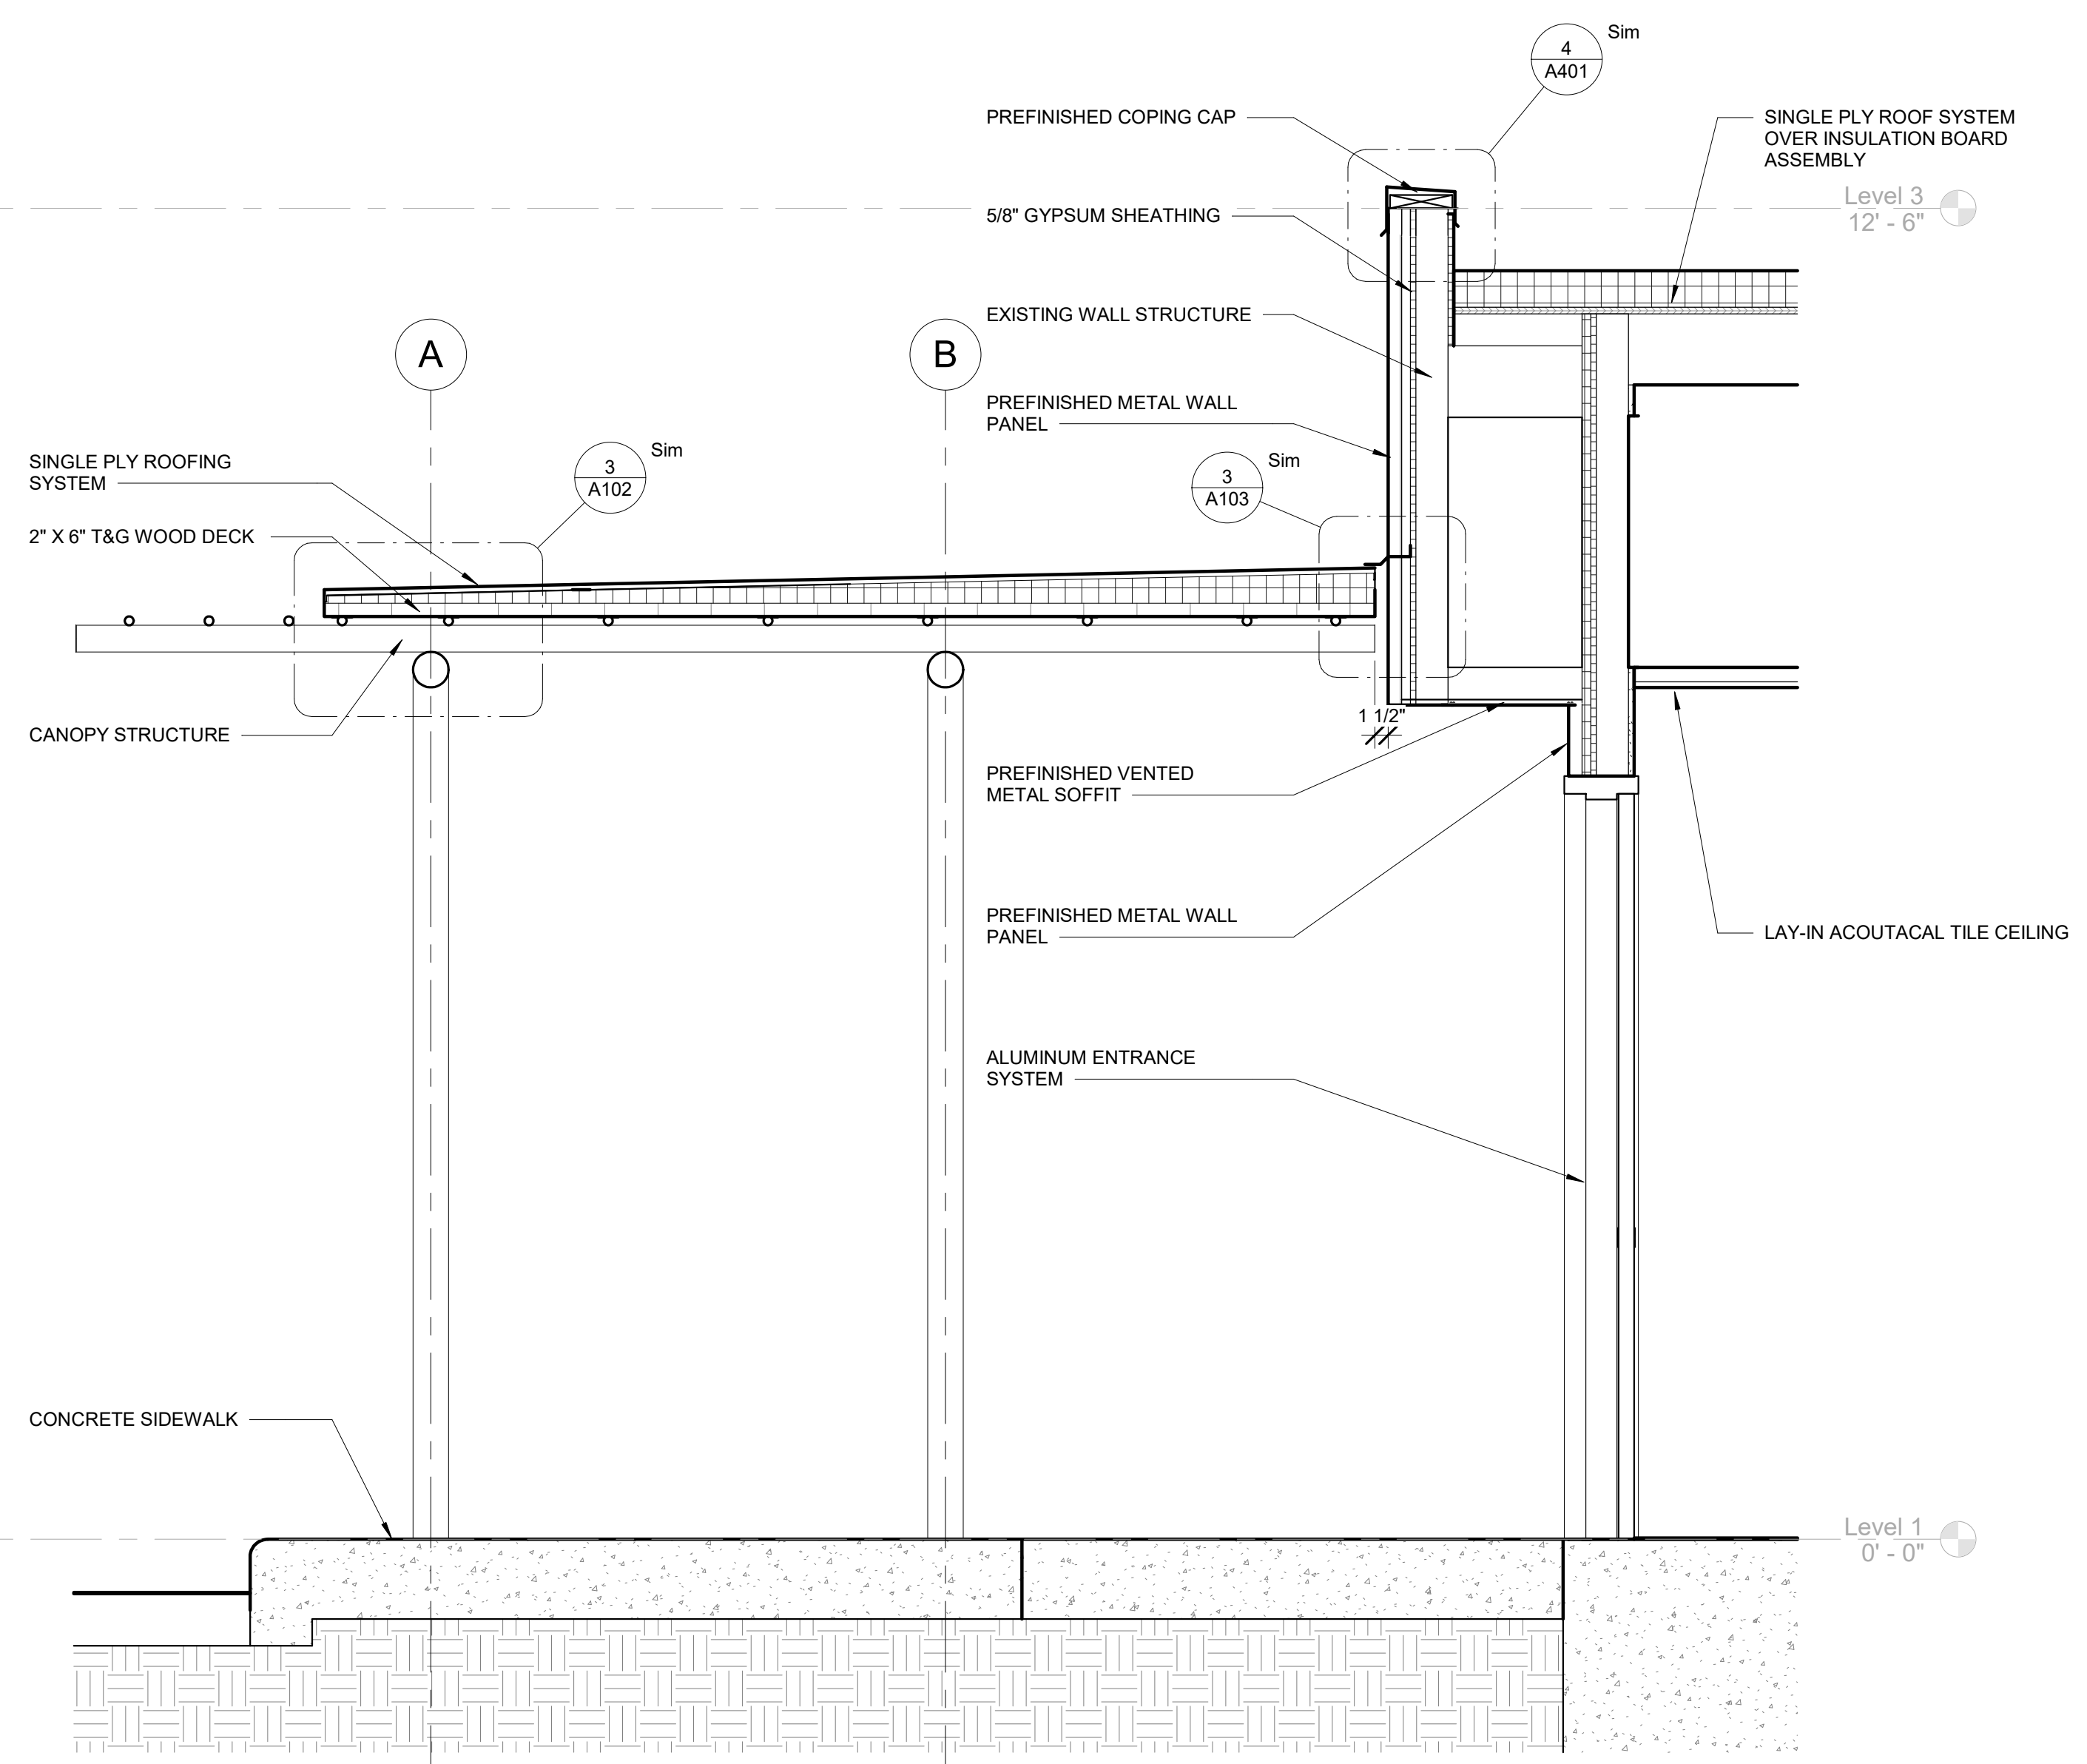 4
A401
Sim
PREFINISHED COPING CAP
SINGLE PLY ROOF SYSTEM
OVER INSULATION BOARD
ASSEMBLY
Level 3
12' - 6"
5/8" GYPSUM SHEATHING
EXISTING WALL STRUCTURE
A
B
PREFINISHED METAL WALL
PANEL
SINGLE PLY ROOFING
SYSTEM
3
A102
Sim
3
A103
Sim
2" X 6" T&G WOOD DECK
CANOPY STRUCTURE
1 1/2"
PREFINISHED VENTED
METAL SOFFIT
PREFINISHED METAL WALL
PANEL
LAY-IN ACOUTACAL TILE CEILING
ALUMINUM ENTRANCE
SYSTEM
CONCRETE SIDEWALK
Level 1
0' - 0"